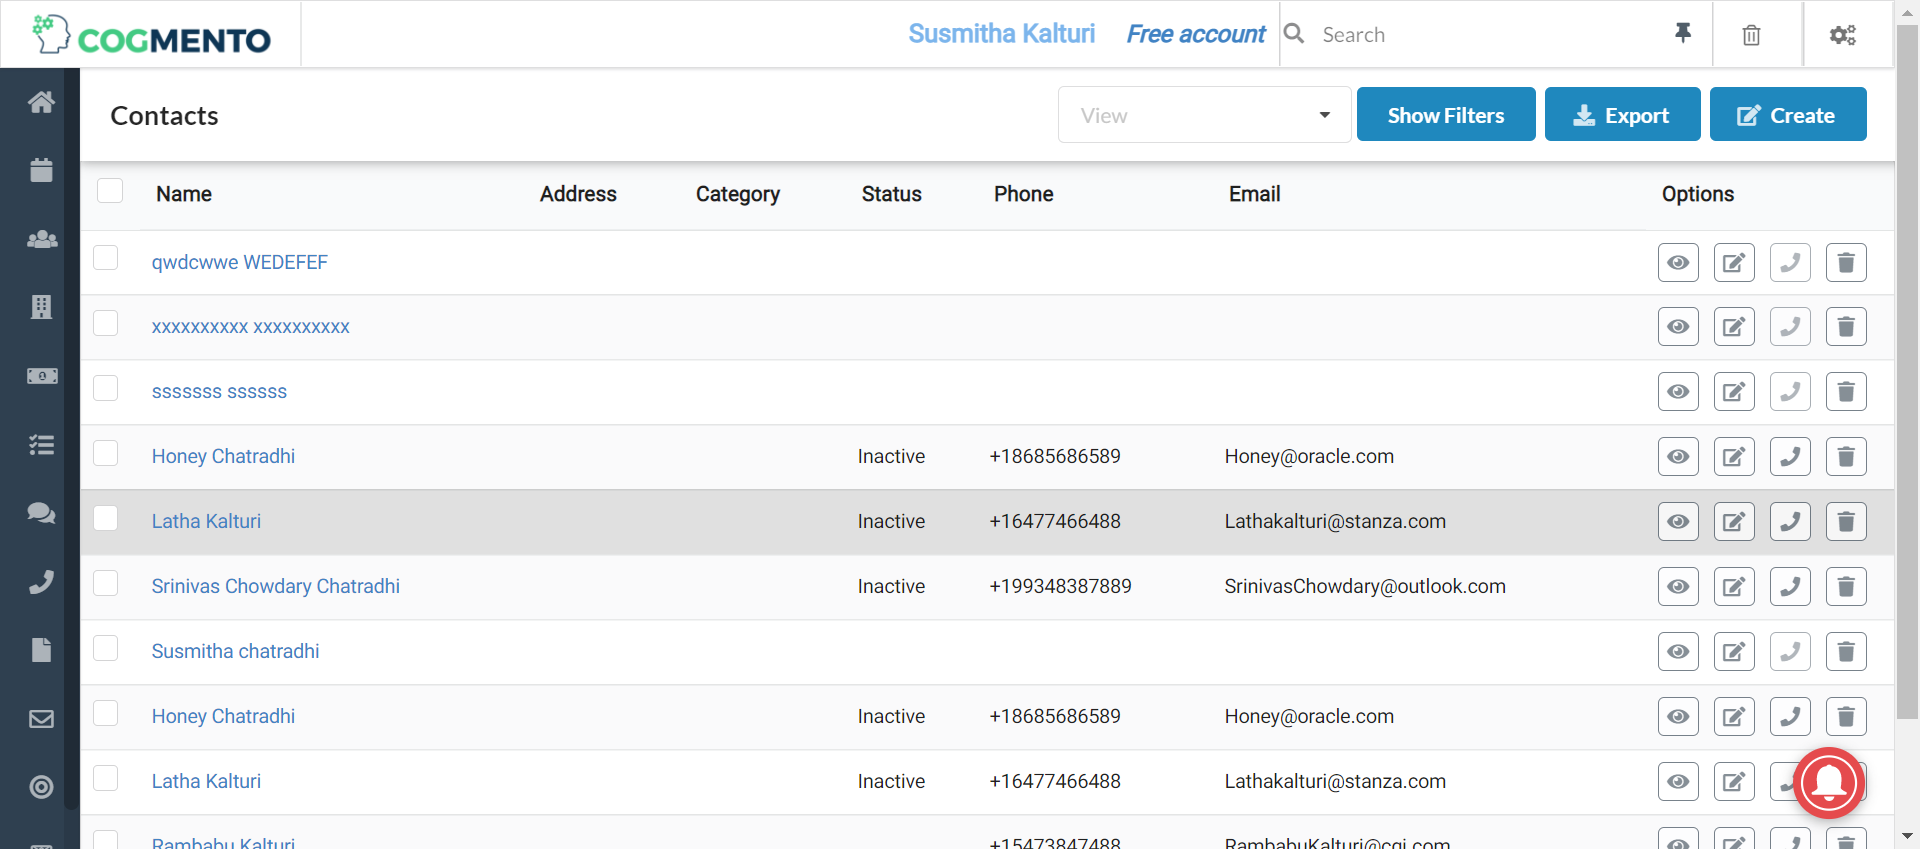 COGMENTO
Susmitha Kalturi Free account Search
Contacts View Show Filters Export Create
Name Address Category Status Phone Email Options
qwdcwwe WEDEFEF
xxxxxxxxxx xxxxxxxxxx
sssssss ssssss
Honey Chatradhi Inactive +18685686589 Honey@oracle.com
Latha Kalturi Inactive +16477466488 Lathakalturi@stanza.com
Srinivas Chowdary Chatradhi Inactive +199348387889 SrinivasChowdary@outlook.com
Susmitha chatradhi
Honey Chatradhi Inactive +18685686589 Honey@oracle.com
Latha Kalturi Inactive +16477466488 Lathakalturi@stanza.com
Rambabu Kalturi +15473847488 RambabuKalturi@cgi.com